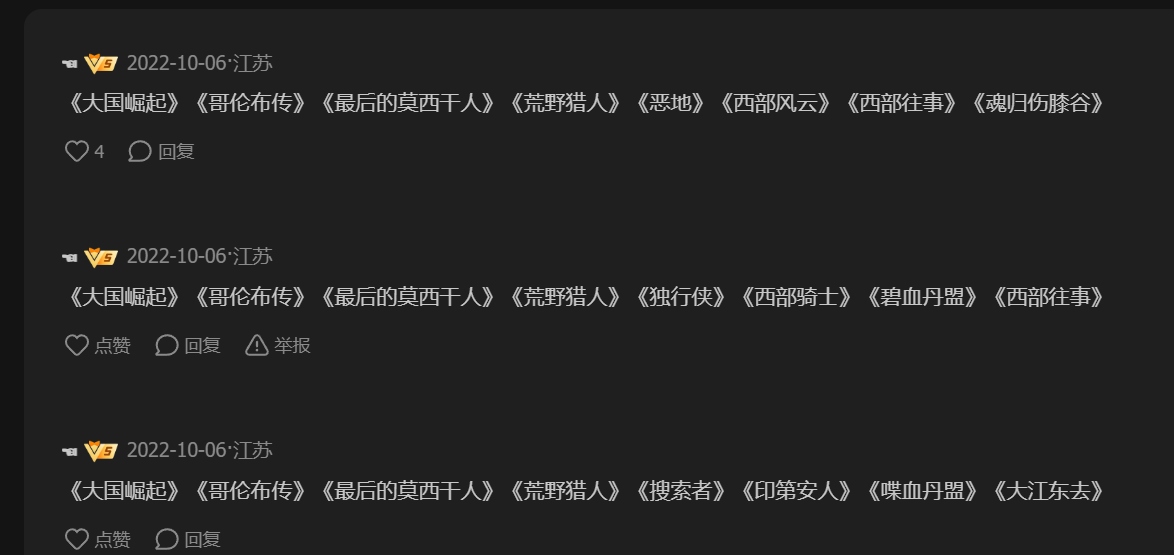 V5 2022-10-06·江苏
《大国崛起》《哥伦布传》《最后的莫西干人》《荒野猎人》《恶地》《西部风云》《西部往事》《魂归伤膝谷》
4 回复
V5 2022-10-06·江苏
《大国崛起》《哥伦布传》《最后的莫西干人》《荒野猎人》《独行侠》《西部骑士》《碧血丹盟》《西部往事》
点赞 回复 举报
V5 2022-10-06·江苏
《大国崛起》《哥伦布传》《最后的莫西干人》《荒野猎人》《搜索者》《印第安人》《喋血丹盟》《大江东去》
点赞 回复